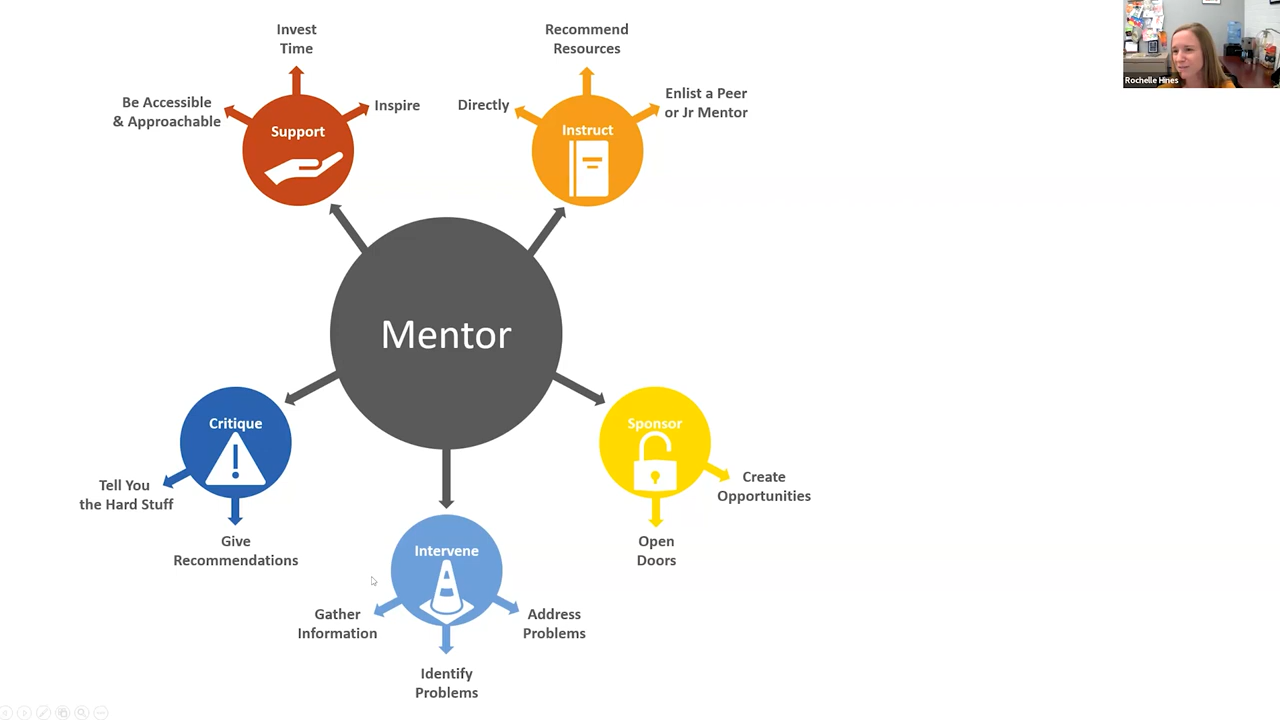 Invest
Time
Recommend
Resources
Rochelle Hines
Be Accessible
& Approachable
Inspire
Directly
Enlist a Peer
or Jr Mentor
Support
Instruct
Mentor
Critique
Sponsor
Tell You
the Hard Stuff
Create
Opportunities
Give
Recommendations
Open
Doors
Intervene
Gather
Information
Address
Problems
Identify
Problems